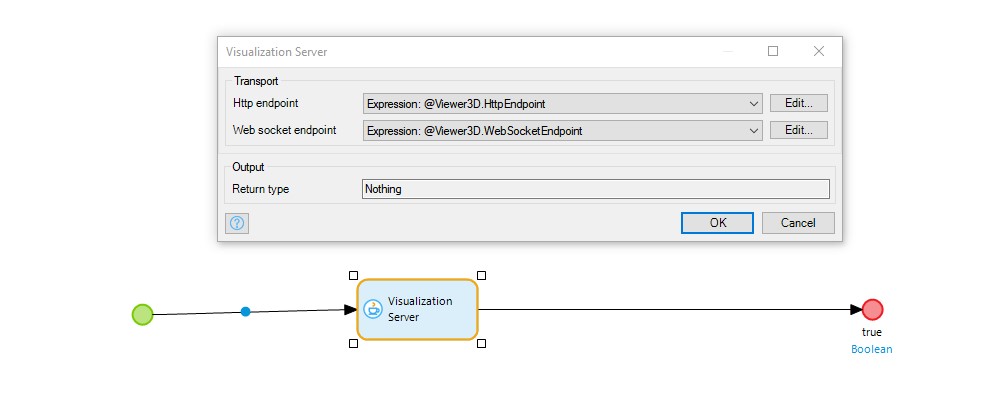 Visualization Server
Transport
Http endpoint
Expression: @Viewer3D.HttpEndpoint
Edit...
Web socket endpoint
Expression: @Viewer3D.WebSocketEndpoint
Edit...
Output
Return type
Nothing
?
OK
Cancel
Visualization
Server
true
Boolean